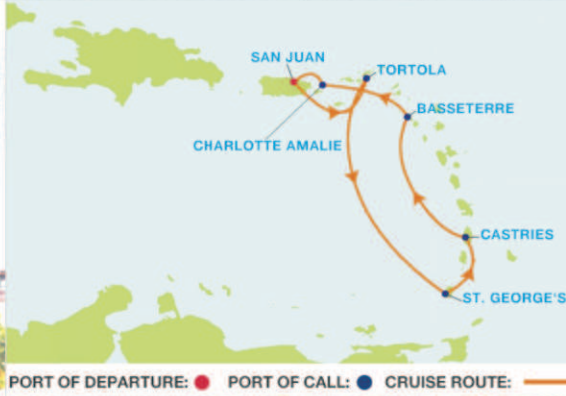 SAN JUAN
TORTOLA
BASSETERRE
CHARLOTTE AMALIE
CASTRIES
ST. GEORGE'S
PORT OF DEPARTURE: PORT OF CALL: CRUISE ROUTE: